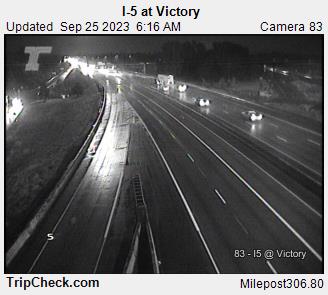 I-5 at Victory
Updated Sep 25 2023 6:16 AM Camera 83
T
S
83 - I5 @ Victory
TripCheck.com Milepost306.80